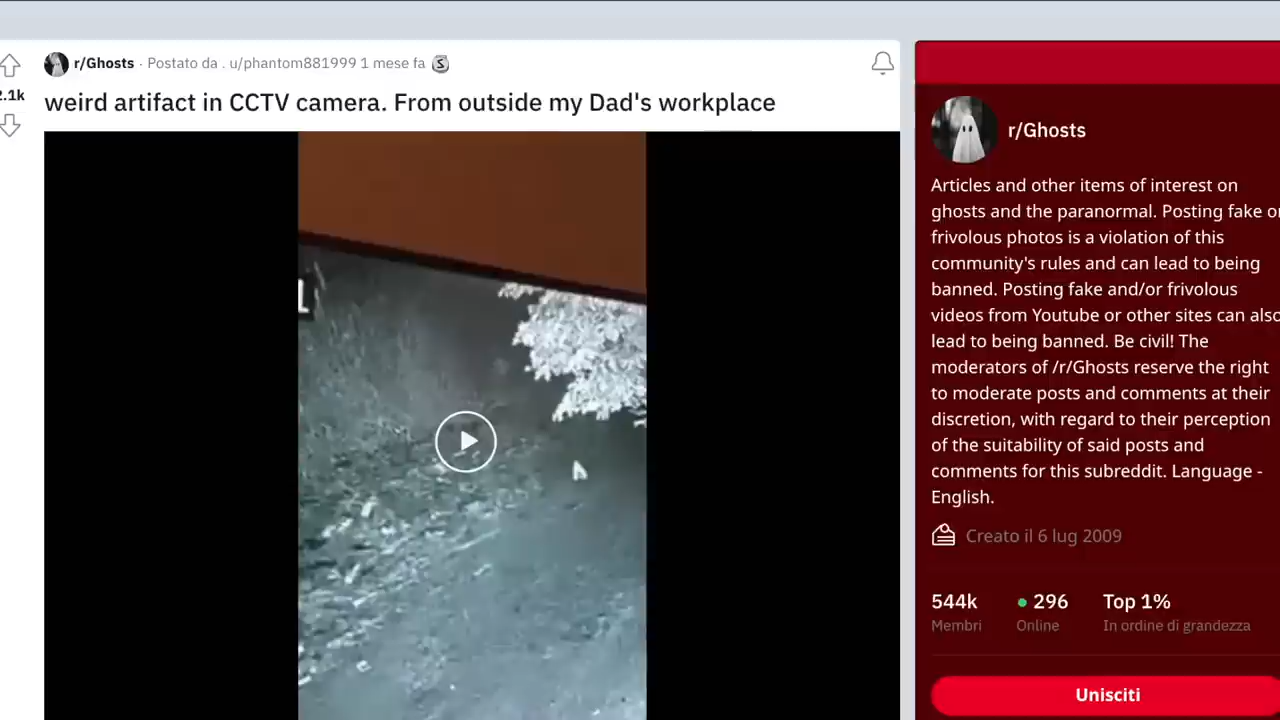 r/Ghosts · Postato da . u/phantom881999 1 mese fa
2.1k
weird artifact in CCTV camera. From outside my Dad's workplace
r/Ghosts
Articles and other items of interest on
ghosts and the paranormal. Posting fake or
frivolous photos is a violation of this
community's rules and can lead to being
banned. Posting fake and/or frivolous
videos from Youtube or other sites can also
lead to being banned. Be civil! The
moderators of /r/Ghosts reserve the right
to moderate posts and comments at their
discretion, with regard to their perception
of the suitability of said posts and
comments for this subreddit. Language -
English.
Creato il 6 lug 2009
544k 296 Top 1%
Membri Online In ordine di grandezza
Unisciti